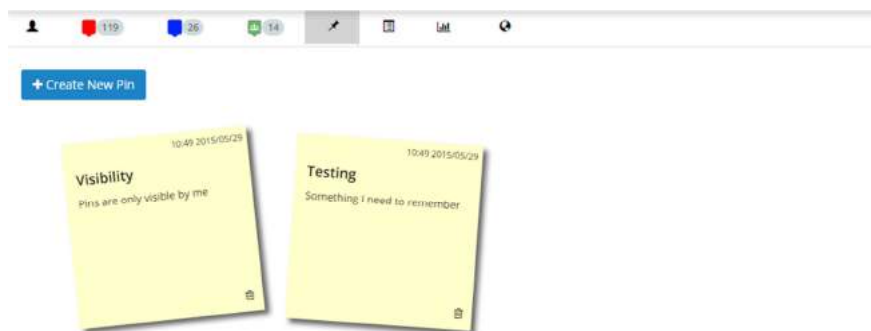 119 26 14
+ Create New Pin
10:49 2015/05/29
Visibility
Pins are only visible by me
10:49 2015/05/29
Testing
Something I need to remember